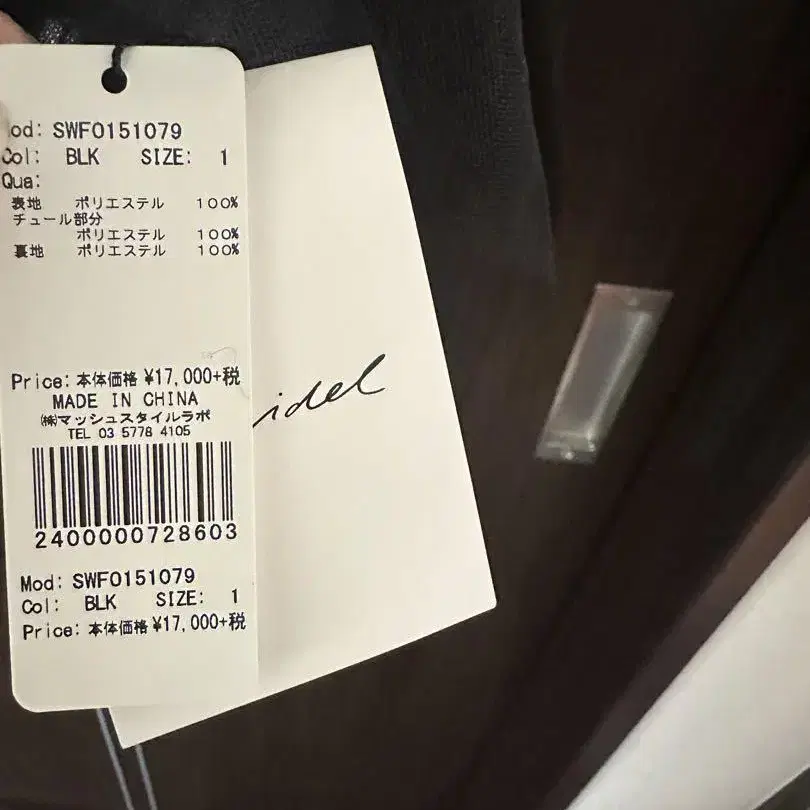 od: SWF0151079
Col: BLK SIZE: 1
Qua:
表地 ポリエステル 100%
チュール部分
ポリエステル 100%
裏地 ポリエステル 100%
Price: 本体価格 ¥17,000+税
MADE IN CHINA
㈱マッシュスタイルラボ
TEL 03 5778 4105
2400000728603
Mod: SWF0151079
Col: BLK SIZE: 1
Price: 本体価格 ¥17,000+税
idel